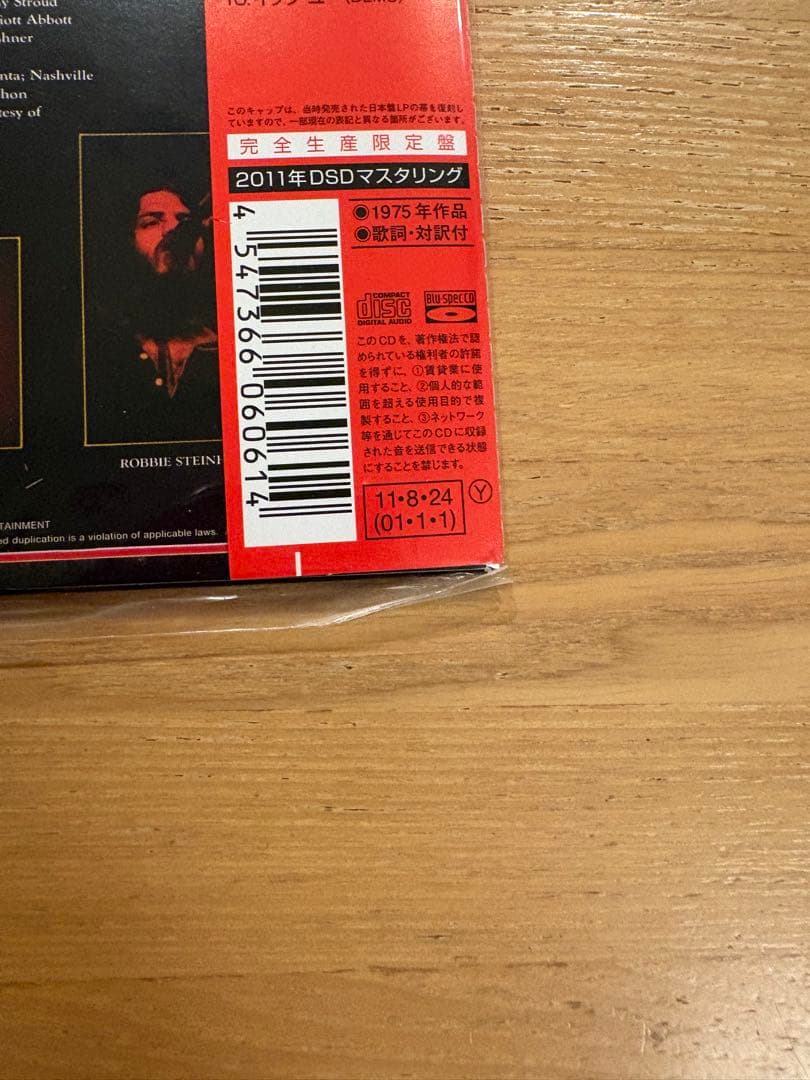 y Stroud
iott Abbott
hner
nta; Nashville
hon
tesy of
ROBBIE STEINH
TAINMENT
ed duplication is a violation of applicable laws.
(DEMO)
このキャップは、当時発売された日本盤LPの帯を復刻し
ていますので、一部現在の表記と異なる箇所がございます。
完全生産限定盤
2011年DSDマスタリング
4 547366 060614
●1975年作品
●歌詞・対訳付
COMPACT
disc
DIGITAL AUDIO
Blu-specCD
このCDを、著作権法で認
められている権利者の許諾
を得ずに、①賃貸業に使
用すること、②個人的な範
囲を超える使用目的で複
製すること、③ネットワーク
等を通じてこのCDに収録
された音を送信できる状態
にすることを禁じます。
11・8・24
(01・1・1)
Y